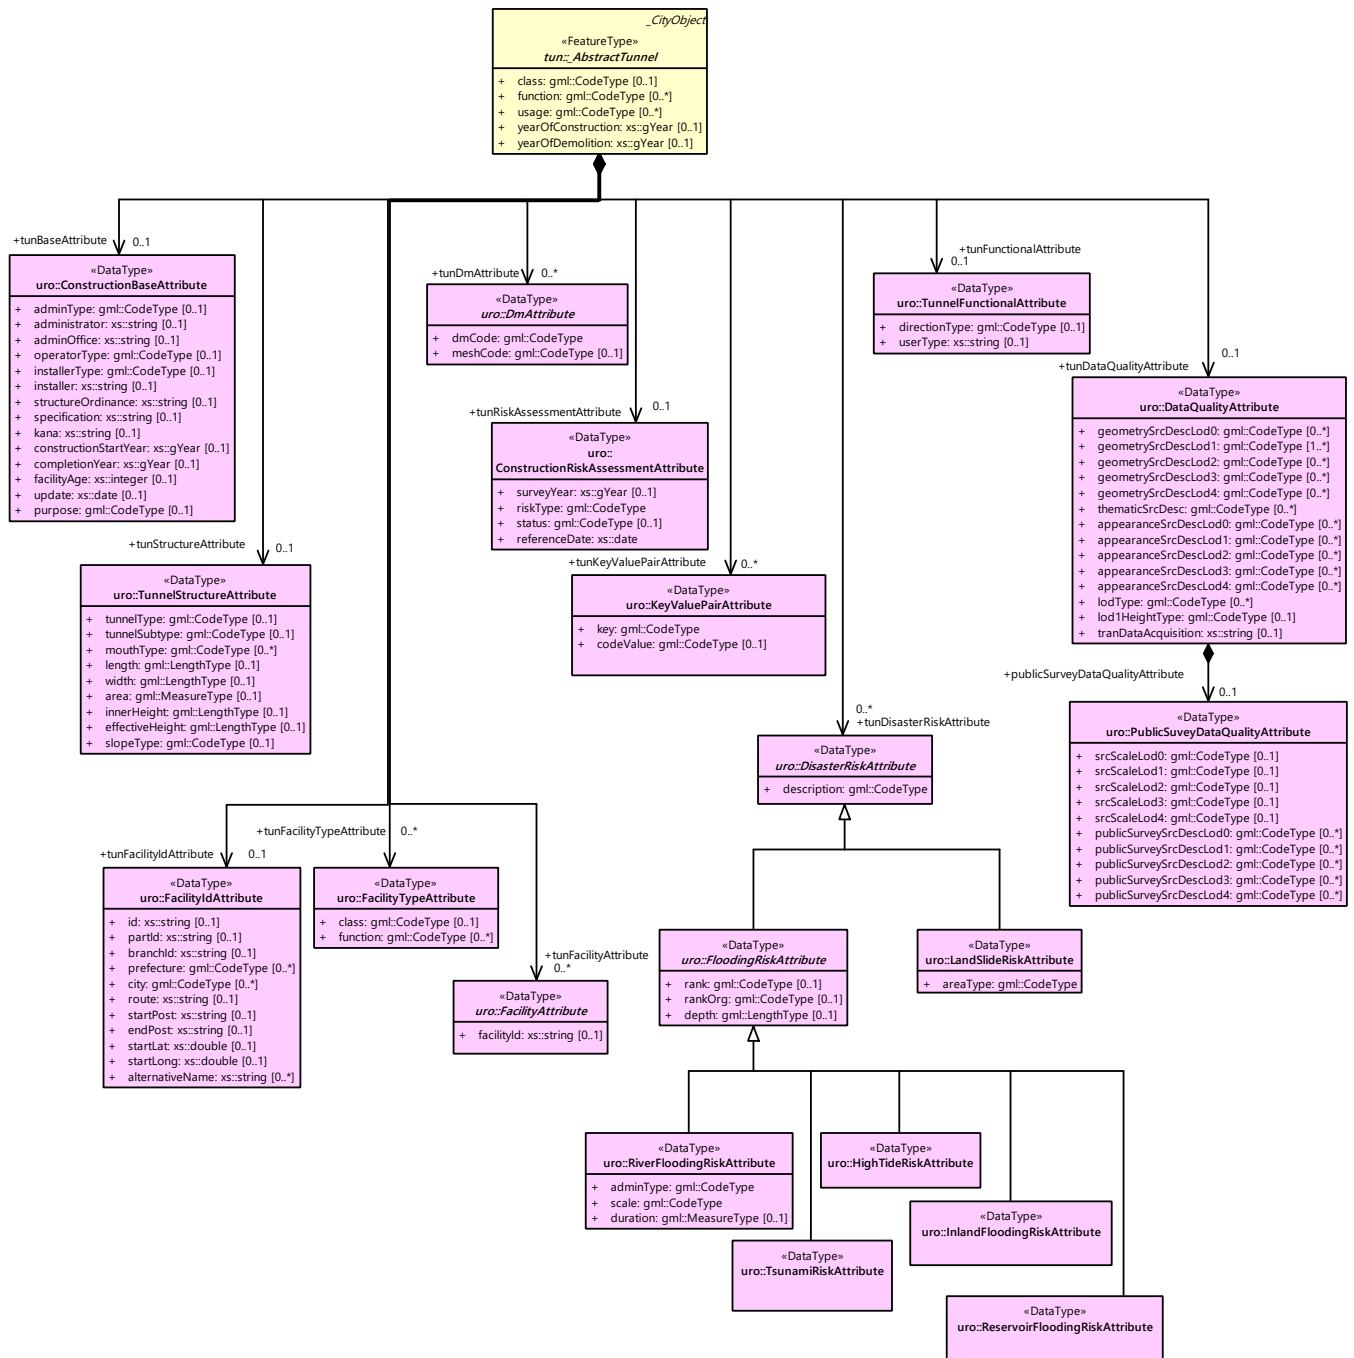 _CityObject
«FeatureType»
tun::_AbstractTunnel
+ class: gml::CodeType [0..1]
+ function: gml::CodeType [0..*]
+ usage: gml::CodeType [0..*]
+ yearOfConstruction: xs::gYear [0..1]
+ yearOfDemolition: xs::gYear [0..1]
+tunBaseAttribute 0..1
«DataType»
uro::ConstructionBaseAttribute
+ adminType: gml::CodeType [0..1]
+ administrator: xs::string [0..1]
+ adminOffice: xs::string [0..1]
+ operatorType: gml::CodeType [0..1]
+ installerType: gml::CodeType [0..1]
+ installer: xs::string [0..1]
+ structureOrdinance: xs::string [0..1]
+ specification: xs::string [0..1]
+ kana: xs::string [0..1]
+ constructionStartYear: xs::gYear [0..1]
+ completionYear: xs::gYear [0..1]
+ facilityAge: xs::integer [0..1]
+ update: xs::date [0..1]
+ purpose: gml::CodeType [0..1]
+tunDmAttribute 0..*
«DataType»
uro::DmAttribute
+ dmCode: gml::CodeType
+ meshCode: gml::CodeType [0..1]
+tunFunctionalAttribute
0..1
«DataType»
uro::TunnelFunctionalAttribute
+ directionType: gml::CodeType [0..1]
+ userType: xs::string [0..1]
+tunRiskAssessmentAttribute 0..1
«DataType»
uro::
ConstructionRiskAssessmentAttribute
+ surveyYear: xs::gYear [0..1]
+ riskType: gml::CodeType
+ status: gml::CodeType [0..1]
+ referenceDate: xs::date
0..1
+tunDataQualityAttribute
«DataType»
uro::DataQualityAttribute
+ geometrySrcDescLod0: gml::CodeType [0..*]
+ geometrySrcDescLod1: gml::CodeType [1..*]
+ geometrySrcDescLod2: gml::CodeType [0..*]
+ geometrySrcDescLod3: gml::CodeType [0..*]
+ geometrySrcDescLod4: gml::CodeType [0..*]
+ thematicSrcDesc: gml::CodeType [0..*]
+ appearanceSrcDescLod0: gml::CodeType [0..*]
+ appearanceSrcDescLod1: gml::CodeType [0..*]
+ appearanceSrcDescLod2: gml::CodeType [0..*]
+ appearanceSrcDescLod3: gml::CodeType [0..*]
+ appearanceSrcDescLod4: gml::CodeType [0..*]
+ lodType: gml::CodeType [0..*]
+ lod1HeightType: gml::CodeType [0..1]
+ tranDataAcquisition: xs::string [0..1]
+tunStructureAttribute 0..1
«DataType»
uro::TunnelStructureAttribute
+ tunnelType: gml::CodeType [0..1]
+ tunnelSubtype: gml::CodeType [0..1]
+ mouthType: gml::CodeType [0..*]
+ length: gml::LengthType [0..1]
+ width: gml::LengthType [0..1]
+ area: gml::MeasureType [0..1]
+ innerHeight: gml::LengthType [0..1]
+ effectiveHeight: gml::LengthType [0..1]
+ slopeType: gml::CodeType [0..1]
+tunKeyValuePairAttribute 0..*
«DataType»
uro::KeyValuePairAttribute
+ key: gml::CodeType
+ codeValue: gml::CodeType [0..1]
+publicSurveyDataQualityAttribute
0..1
«DataType»
uro::PublicSuveyDataQualityAttribute
+ srcScaleLod0: gml::CodeType [0..1]
+ srcScaleLod1: gml::CodeType [0..1]
+ srcScaleLod2: gml::CodeType [0..1]
+ srcScaleLod3: gml::CodeType [0..1]
+ srcScaleLod4: gml::CodeType [0..1]
+ publicSurveySrcDescLod0: gml::CodeType [0..*]
+ publicSurveySrcDescLod1: gml::CodeType [0..*]
+ publicSurveySrcDescLod2: gml::CodeType [0..*]
+ publicSurveySrcDescLod3: gml::CodeType [0..*]
+ publicSurveySrcDescLod4: gml::CodeType [0..*]
0..*
+tunDisasterRiskAttribute
«DataType»
uro::DisasterRiskAttribute
+ description: gml::CodeType
+tunFacilityIdAttribute 0..1
«DataType»
uro::FacilityIdAttribute
+ id: xs::string [0..1]
+ partId: xs::string [0..1]
+ branchId: xs::string [0..1]
+ prefecture: gml::CodeType [0..*]
+ city: gml::CodeType [0..*]
+ route: xs::string [0..1]
+ startPost: xs::string [0..1]
+ endPost: xs::string [0..1]
+ startLat: xs::double [0..1]
+ startLong: xs::double [0..1]
+ alternativeName: xs::string [0..*]
+tunFacilityTypeAttribute 0..*
«DataType»
uro::FacilityTypeAttribute
+ class: gml::CodeType [0..1]
+ function: gml::CodeType [0..*]
+tunFacilityAttribute
0..*
«DataType»
uro::FacilityAttribute
+ facilityId: xs::string [0..1]
«DataType»
uro::FloodingRiskAttribute
+ rank: gml::CodeType [0..1]
+ rankOrg: gml::CodeType [0..1]
+ depth: gml::LengthType [0..1]
«DataType»
uro::LandSlideRiskAttribute
+ areaType: gml::CodeType
«DataType»
uro::RiverFloodingRiskAttribute
+ adminType: gml::CodeType
+ scale: gml::CodeType
+ duration: gml::MeasureType [0..1]
«DataType»
uro::HighTideRiskAttribute
«DataType»
uro::InlandFloodingRiskAttribute
«DataType»
uro::TsunamiRiskAttribute
«DataType»
uro::ReservoirFloodingRiskAttribute